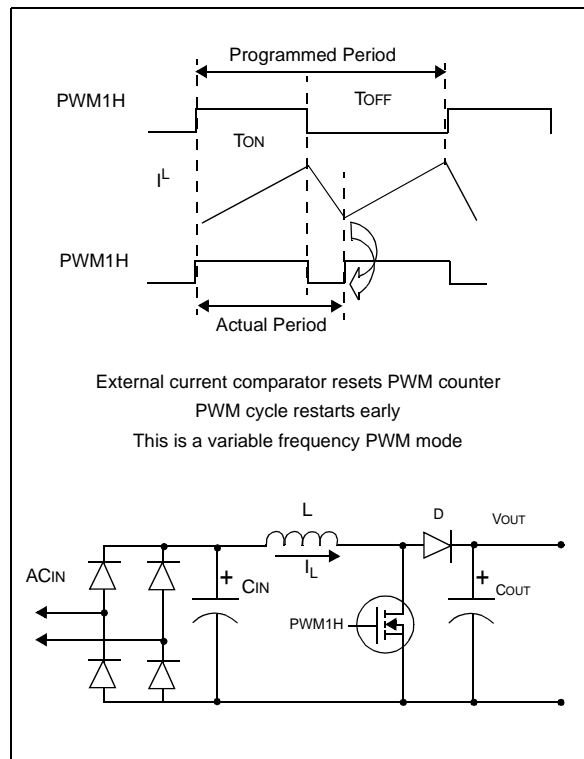 Programmed Period
PWM1H
TOFF
TON
IL
PWM1H
Actual Period
External current comparator resets PWM counter
PWM cycle restarts early
This is a variable frequency PWM mode
L
D
VOUT
IL
ACIN
+
CIN
+
COUT
PWM1H